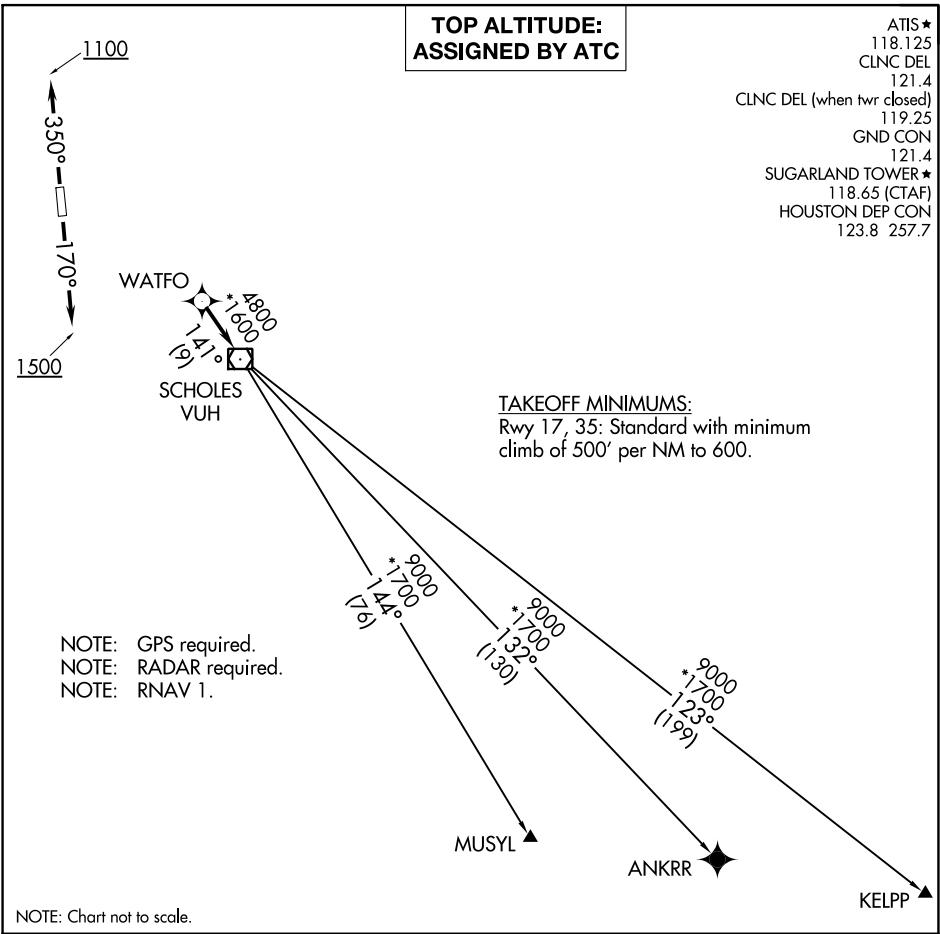 TOP ALTITUDE:
ASSIGNED BY ATC
ATIS★
118.125
CLNC DEL
121.4
CLNC DEL (when twr closed)
119.25
GND CON
121.4
SUGARLAND TOWER★
118.65 (CTAF)
HOUSTON DEP CON
123.8 257.7
1100
350°
170°
1500
WATFO
4800
*1600
141°
(9)
SCHOLES
VUH
TAKEOFF MINIMUMS:
Rwy 17, 35: Standard with minimum
climb of 500' per NM to 600.
9000
*1700
144°
(76)
9000
*1700
132°
(130)
9000
*1700
123°
(199)
NOTE: GPS required.
NOTE: RADAR required.
NOTE: RNAV 1.
MUSYL
ANKRR
KELPP
NOTE: Chart not to scale.